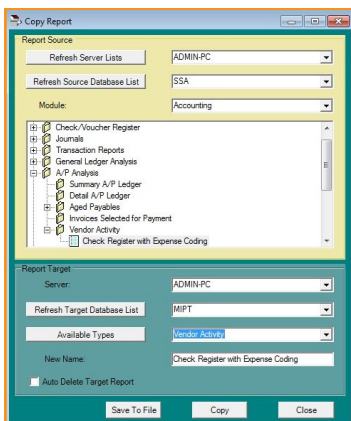 Copy Report
Report Source
Refresh Server Lists
ADMIN-PC
Refresh Source Database List
SSA
Module:
Accounting
Check/Voucher Register
Journals
Transaction Reports
General Ledger Analysis
A/P Analysis
Summary A/P Ledger
Detail A/P Ledger
Aged Payables
Invoices Selected for Payment
Vendor Activity
Check Register with Expense Coding
Report Target
Server:
ADMIN-PC
Refresh Target Database List
MIPT
Available Types
Vendor Activity
New Name:
Check Register with Expense Coding
Auto Delete Target Report
Save To File
Copy
Close